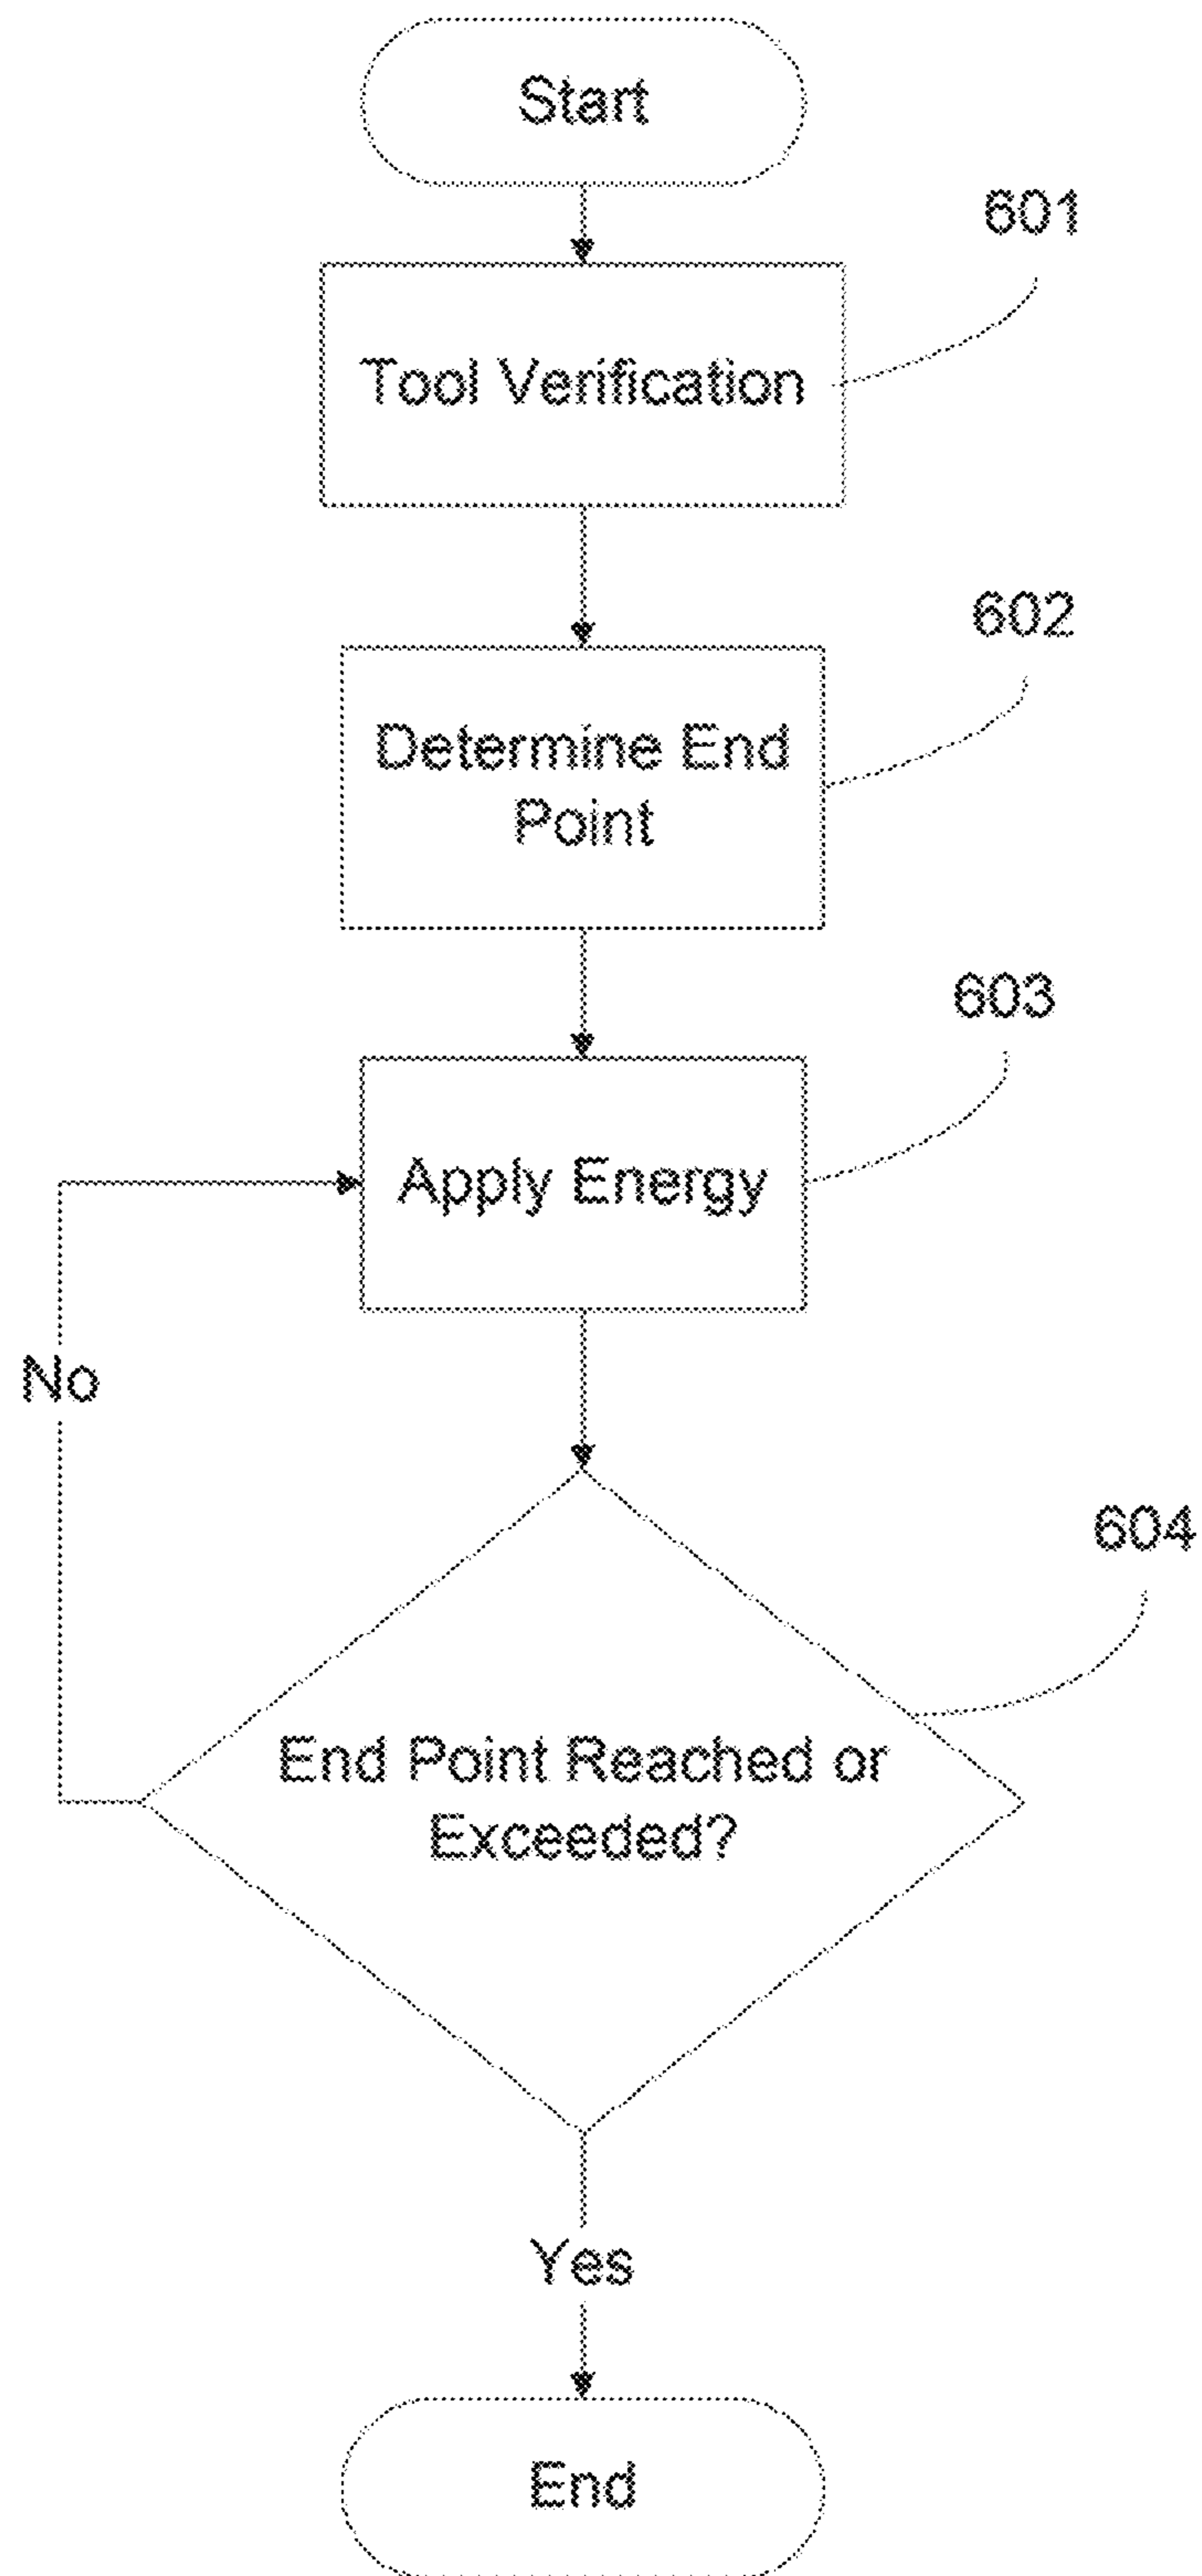 Start
601
Tool Verification
602
Determine End
Point
603
Apply Energy
No
604
End Point Reached or
Exceeded?
Yes
End